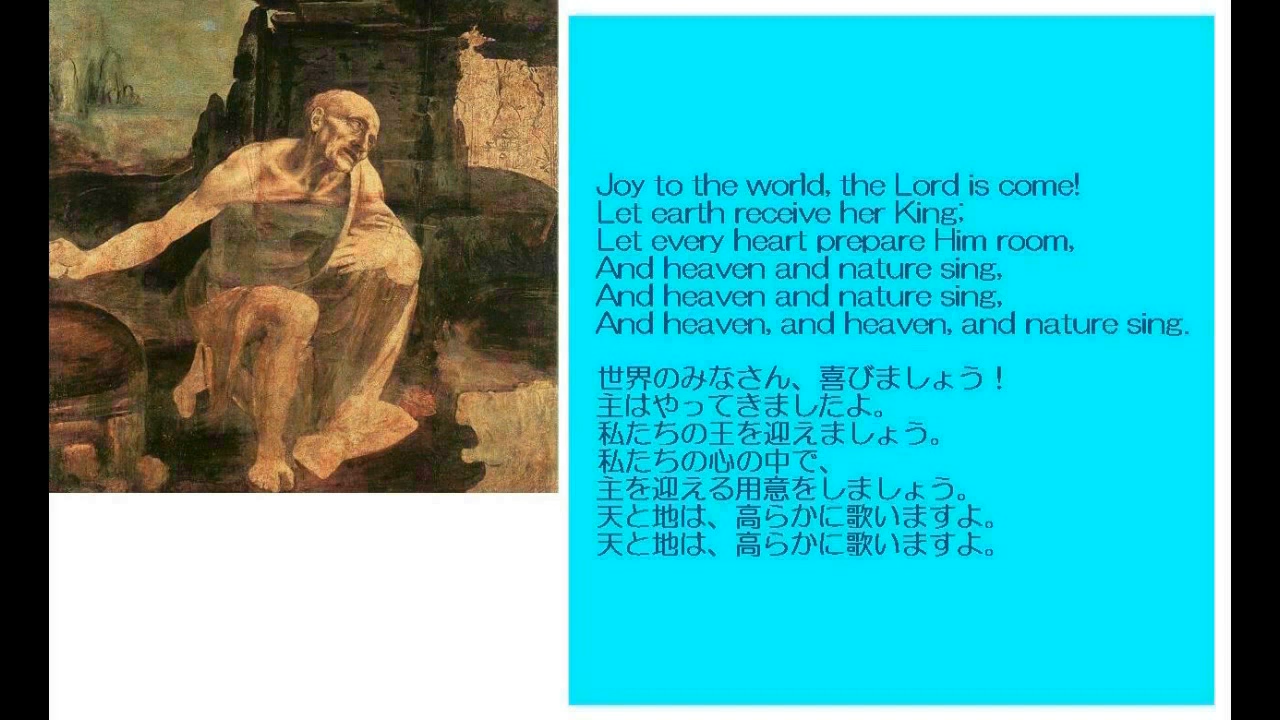 Joy to the world, the Lord is come!
Let earth receive her King;
Let every heart prepare Him room,
And heaven and nature sing,
And heaven and nature sing,
And heaven, and heaven, and nature sing.
世界のみなさん、喜びましょう！
主はやってきましたよ。
私たちの王を迎えましょう。
私たちの心の中で、
主を迎える用意をしましょう。
天と地は、高らかに歌いますよ。
天と地は、高らかに歌いますよ。